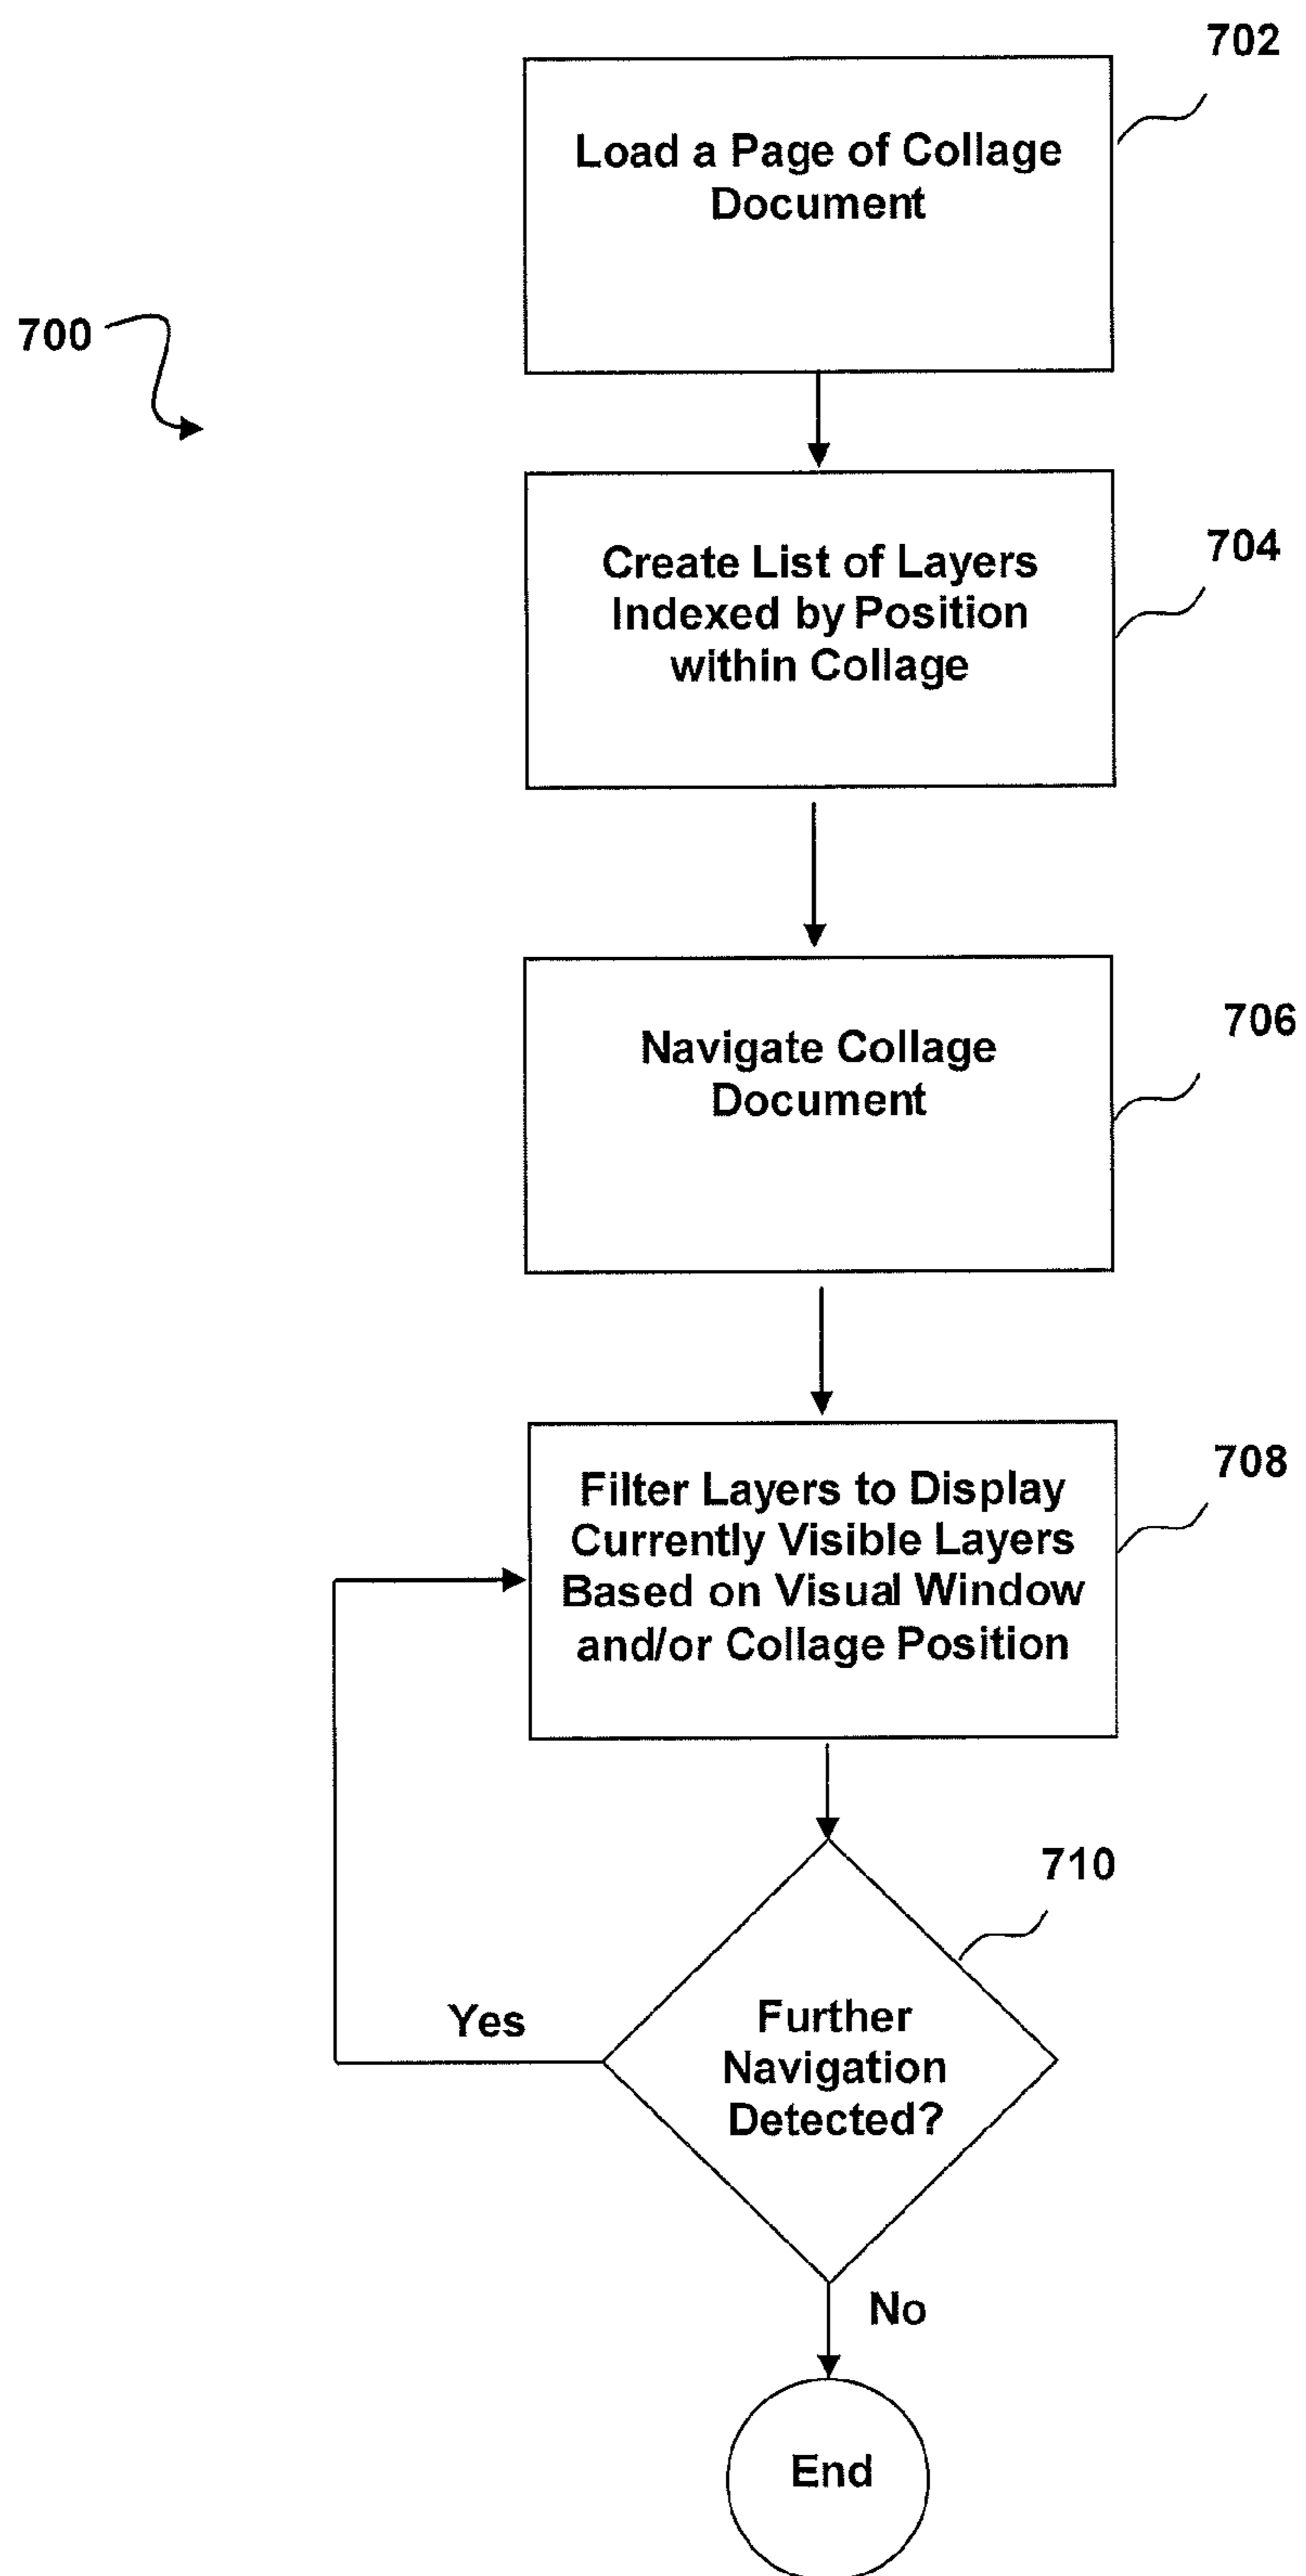 702
Load a Page of Collage
Document
700
704
Create List of Layers
Indexed by Position
within Collage
706
Navigate Collage
Document
708
Filter Layers to Display
Currently Visible Layers
Based on Visual Window
and/or Collage Position
710
Further
Navigation
Detected?
Yes
No
End